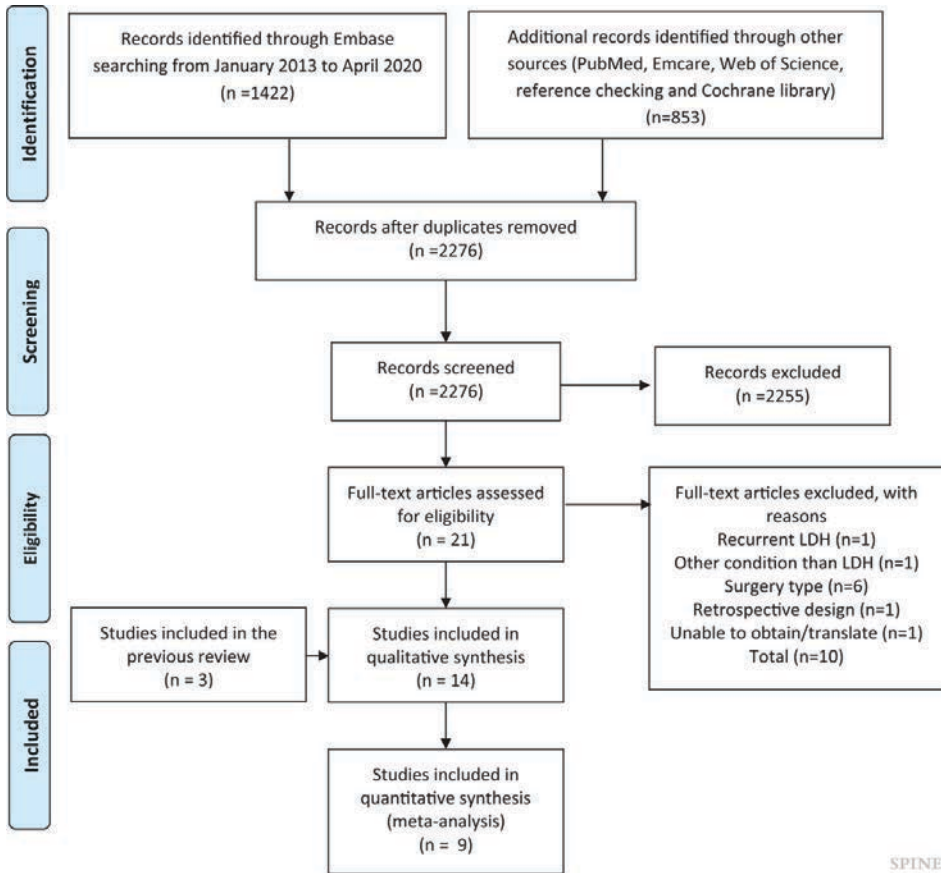 Identification
Records identified through Embase
searching from January 2013 to April 2020
(n =1422)
Additional records identified through other
sources (PubMed, Emcare, Web of Science,
reference checking and Cochrane library)
(n=853)
Screening
Records after duplicates removed
(n =2276)
Records screened
(n =2276)
Records excluded
(n =2255)
Eligibility
Full-text articles assessed
for eligibility
(n = 21)
Full-text articles excluded, with
reasons
Recurrent LDH (n=1)
Other condition than LDH (n=1)
Surgery type (n=6)
Retrospective design (n=1)
Unable to obtain/translate (n=1)
Total (n=10)
Included
Studies included in the
previous review
(n = 3)
Studies included in
qualitative synthesis
(n = 14)
Studies included in
quantitative synthesis
(meta-analysis)
(n = 9)
SPINE